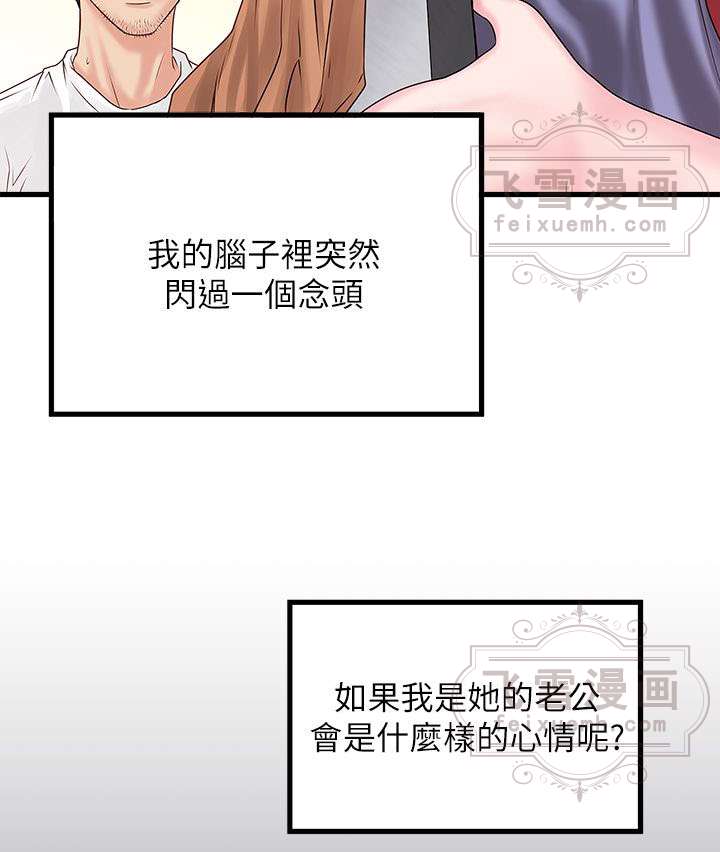 飞雪漫画
feixuemh.com
我的腦子裡突然
閃過一個念頭
飞雪漫画
feixuemh.com
如果我是她的老公
會是什麼樣的心情呢?